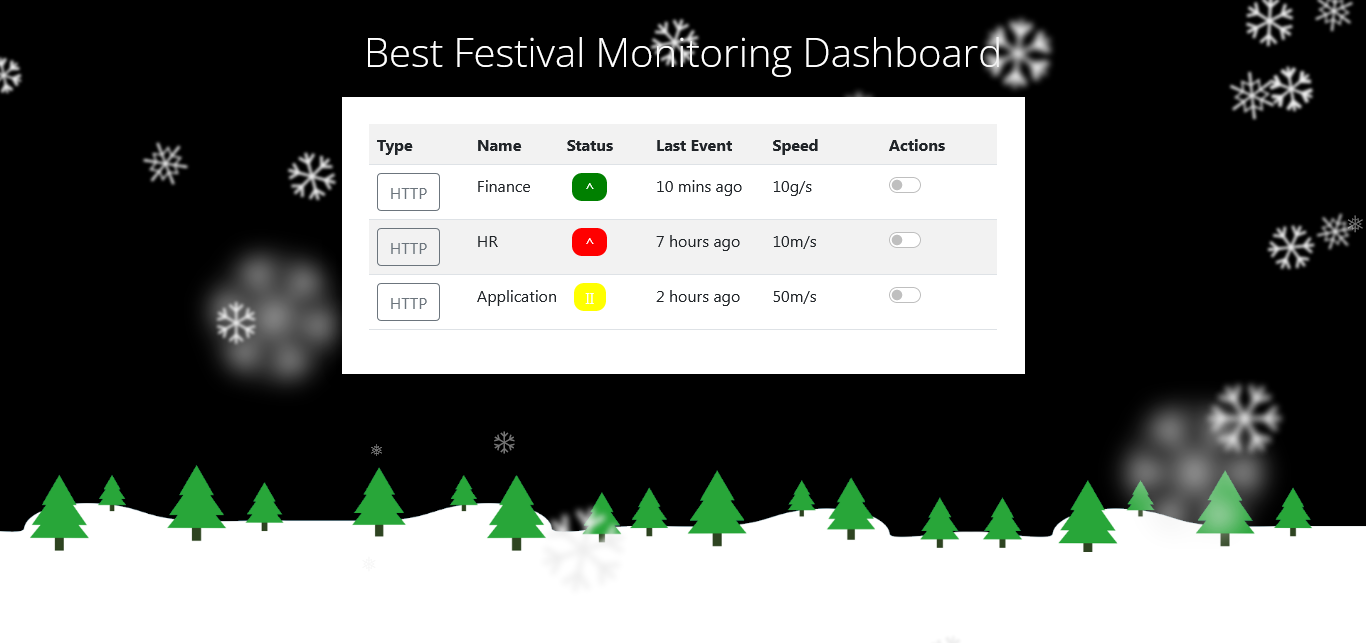 Best Festival Monitoring Dashboard
Type Name Status Last Event Speed Actions
HTTP Finance ^ 10 mins ago 10g/s
HTTP HR ^ 7 hours ago 10m/s
HTTP Application 2 hours ago 50m/s